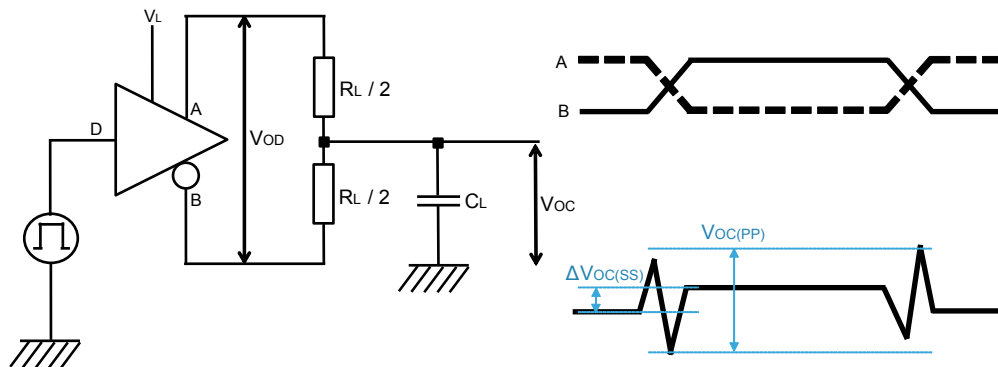 VL
A
D
B
VOD
RL / 2
RL / 2
CL
VOC
A
B
VOC(PP)
ΔVOC(SS)